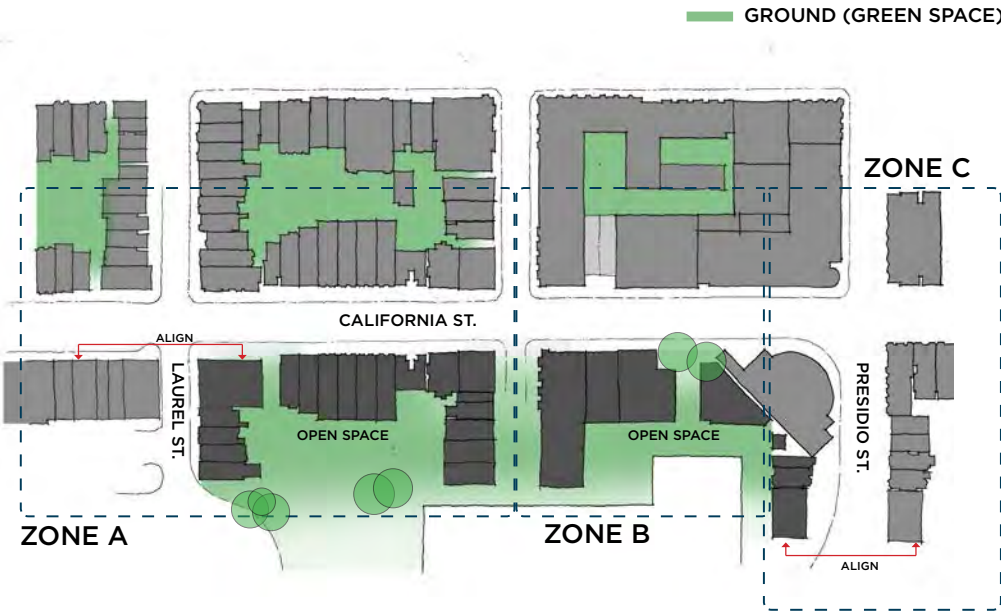 GROUND (GREEN SPACE)
ZONE C
CALIFORNIA ST.
ALIGN
LAUREL ST.
PRESIDIO ST.
OPEN SPACE
OPEN SPACE
ZONE A
ZONE B
ALIGN